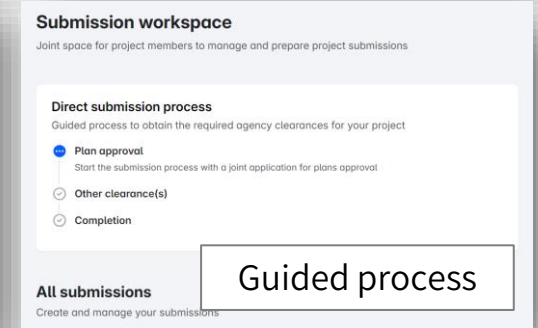 Submission workspace
Joint space for project members to manage and prepare project submissions
Direct submission process
Guided process to obtain the required agency clearances for your project
Plan approval
Start the submission process with a joint application for plans approval
Other clearance(s)
Completion
Guided process
All submissions
Create and manage your submissions